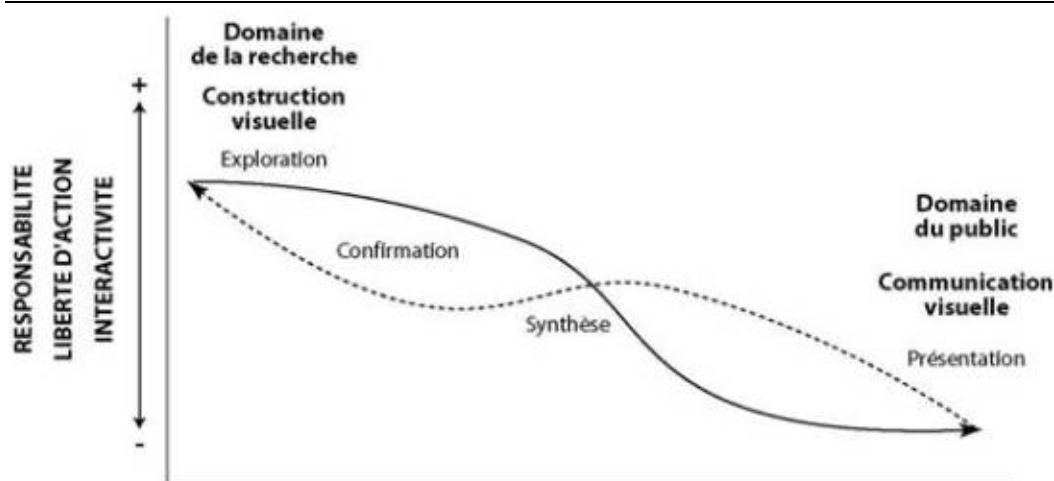 Domaine
de la recherche
+
Construction
visuelle
Exploration
RESPONSABILITE
LIBERTE D'ACTION
INTERACTIVITE
Confirmation
Synthèse
Domaine
du public
Communication
visuelle
Présentation
-